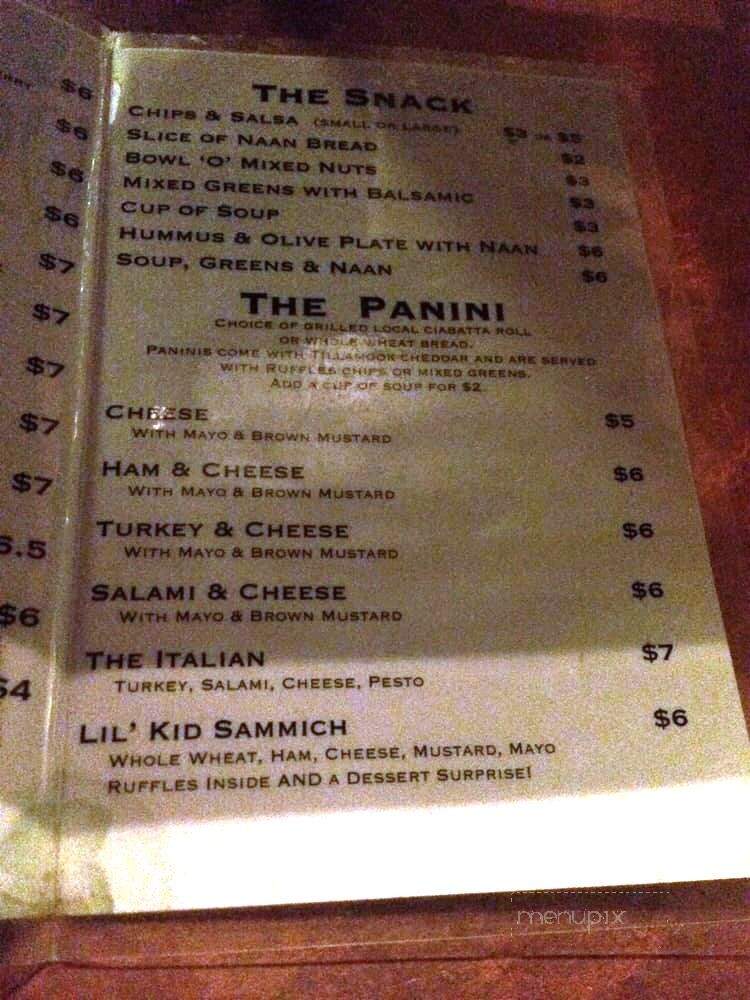 $6
$6
$6
$6
$7
$7
$7
$7
$7
$6
$4
THE SNACK
CHIPS & SALSA (SMALL OR LARGE) $3 OR $5
SLICE OF NAAN BREAD $2
BOWL 'O' MIXED NUTS $3
MIXED GREENS WITH BALSAMIC $3
CUP OF SOUP $3
HUMMUS & OLIVE PLATE WITH NAAN $6
SOUP, GREENS & NAAN $6
THE PANINI
CHOICE OF GRILLED LOCAL CIABATTA ROLL
OR WHOLE WHEAT BREAD.
PANINIS COME WITH TILLAMOOK CHEDDAR AND ARE SERVED
WITH RUFFLES CHIPS OR MIXED GREENS.
ADD A CUP OF SOUP FOR $2
CHEESE $5
WITH MAYO & BROWN MUSTARD
HAM & CHEESE $6
WITH MAYO & BROWN MUSTARD
TURKEY & CHEESE $6
WITH MAYO & BROWN MUSTARD
SALAMI & CHEESE $6
WITH MAYO & BROWN MUSTARD
THE ITALIAN $7
TURKEY, SALAMI, CHEESE, PESTO
LIL' KID SAMMICH $6
WHOLE WHEAT, HAM, CHEESE, MUSTARD, MAYO
RUFFLES INSIDE AND A DESSERT SURPRISE!
menupix